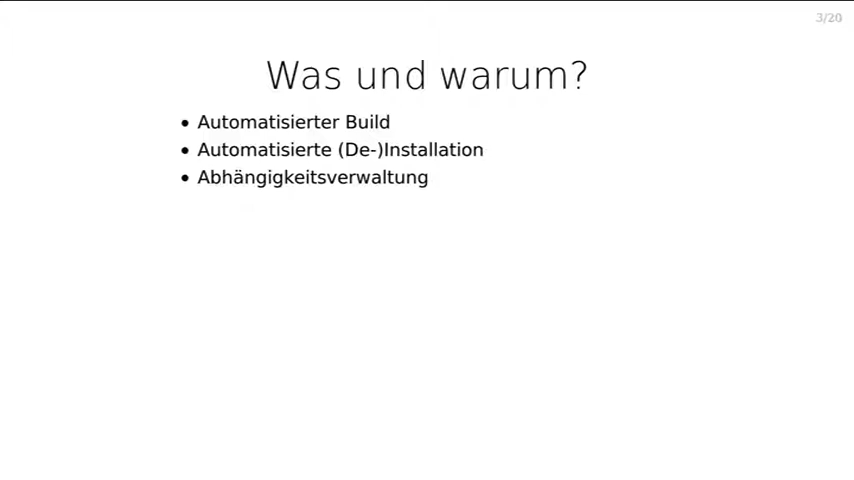 3/20
Was und warum?
• Automatisierter Build
• Automatisierte (De-)Installation
• Abhängigkeitsverwaltung